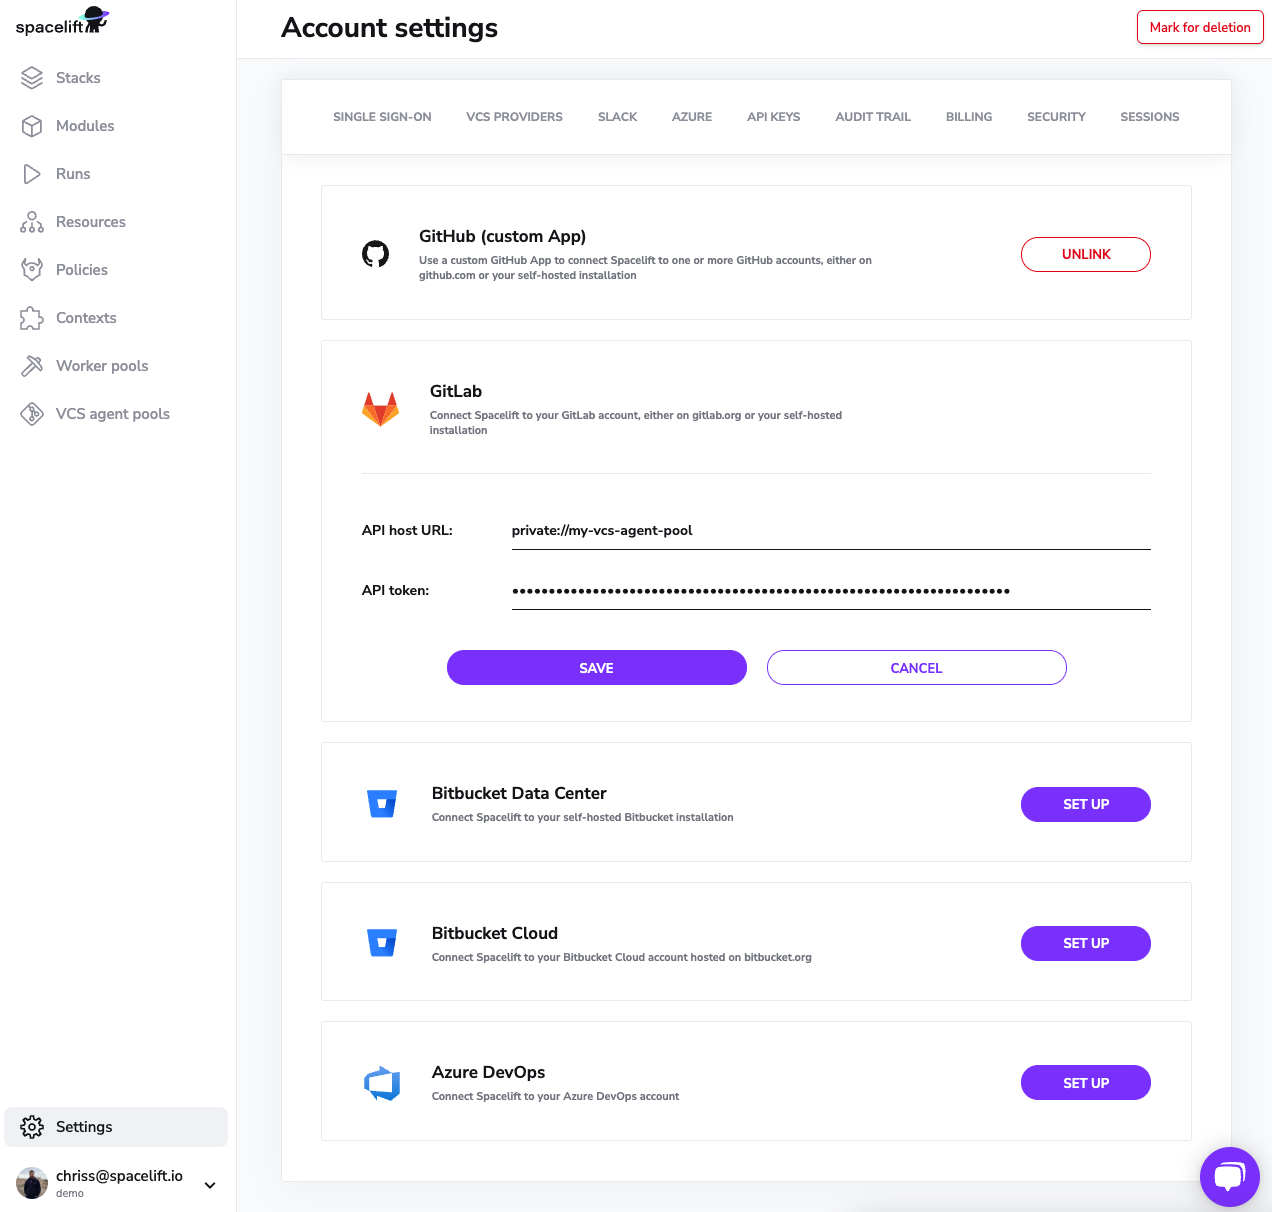 spacelift
Account settings
Mark for deletion
Stacks
Modules
Runs
Resources
Policies
Contexts
Worker pools
VCS agent pools
SINGLE SIGN-ON
VCS PROVIDERS
SLACK
AZURE
API KEYS
AUDIT TRAIL
BILLING
SECURITY
SESSIONS
GitHub (custom App)
Use a custom GitHub App to connect Spacelift to one or more GitHub accounts, either on
github.com or your self-hosted installation
UNLINK
GitLab
Connect Spacelift to your GitLab account, either on gitlab.org or your self-hosted
installation
API host URL:
private://my-vcs-agent-pool
API token:
SAVE
CANCEL
Bitbucket Data Center
Connect Spacelift to your self-hosted Bitbucket installation
SET UP
Bitbucket Cloud
Connect Spacelift to your Bitbucket Cloud account hosted on bitbucket.org
SET UP
Azure DevOps
Connect Spacelift to your Azure DevOps account
SET UP
Settings
chriss@spacelift.io
demo